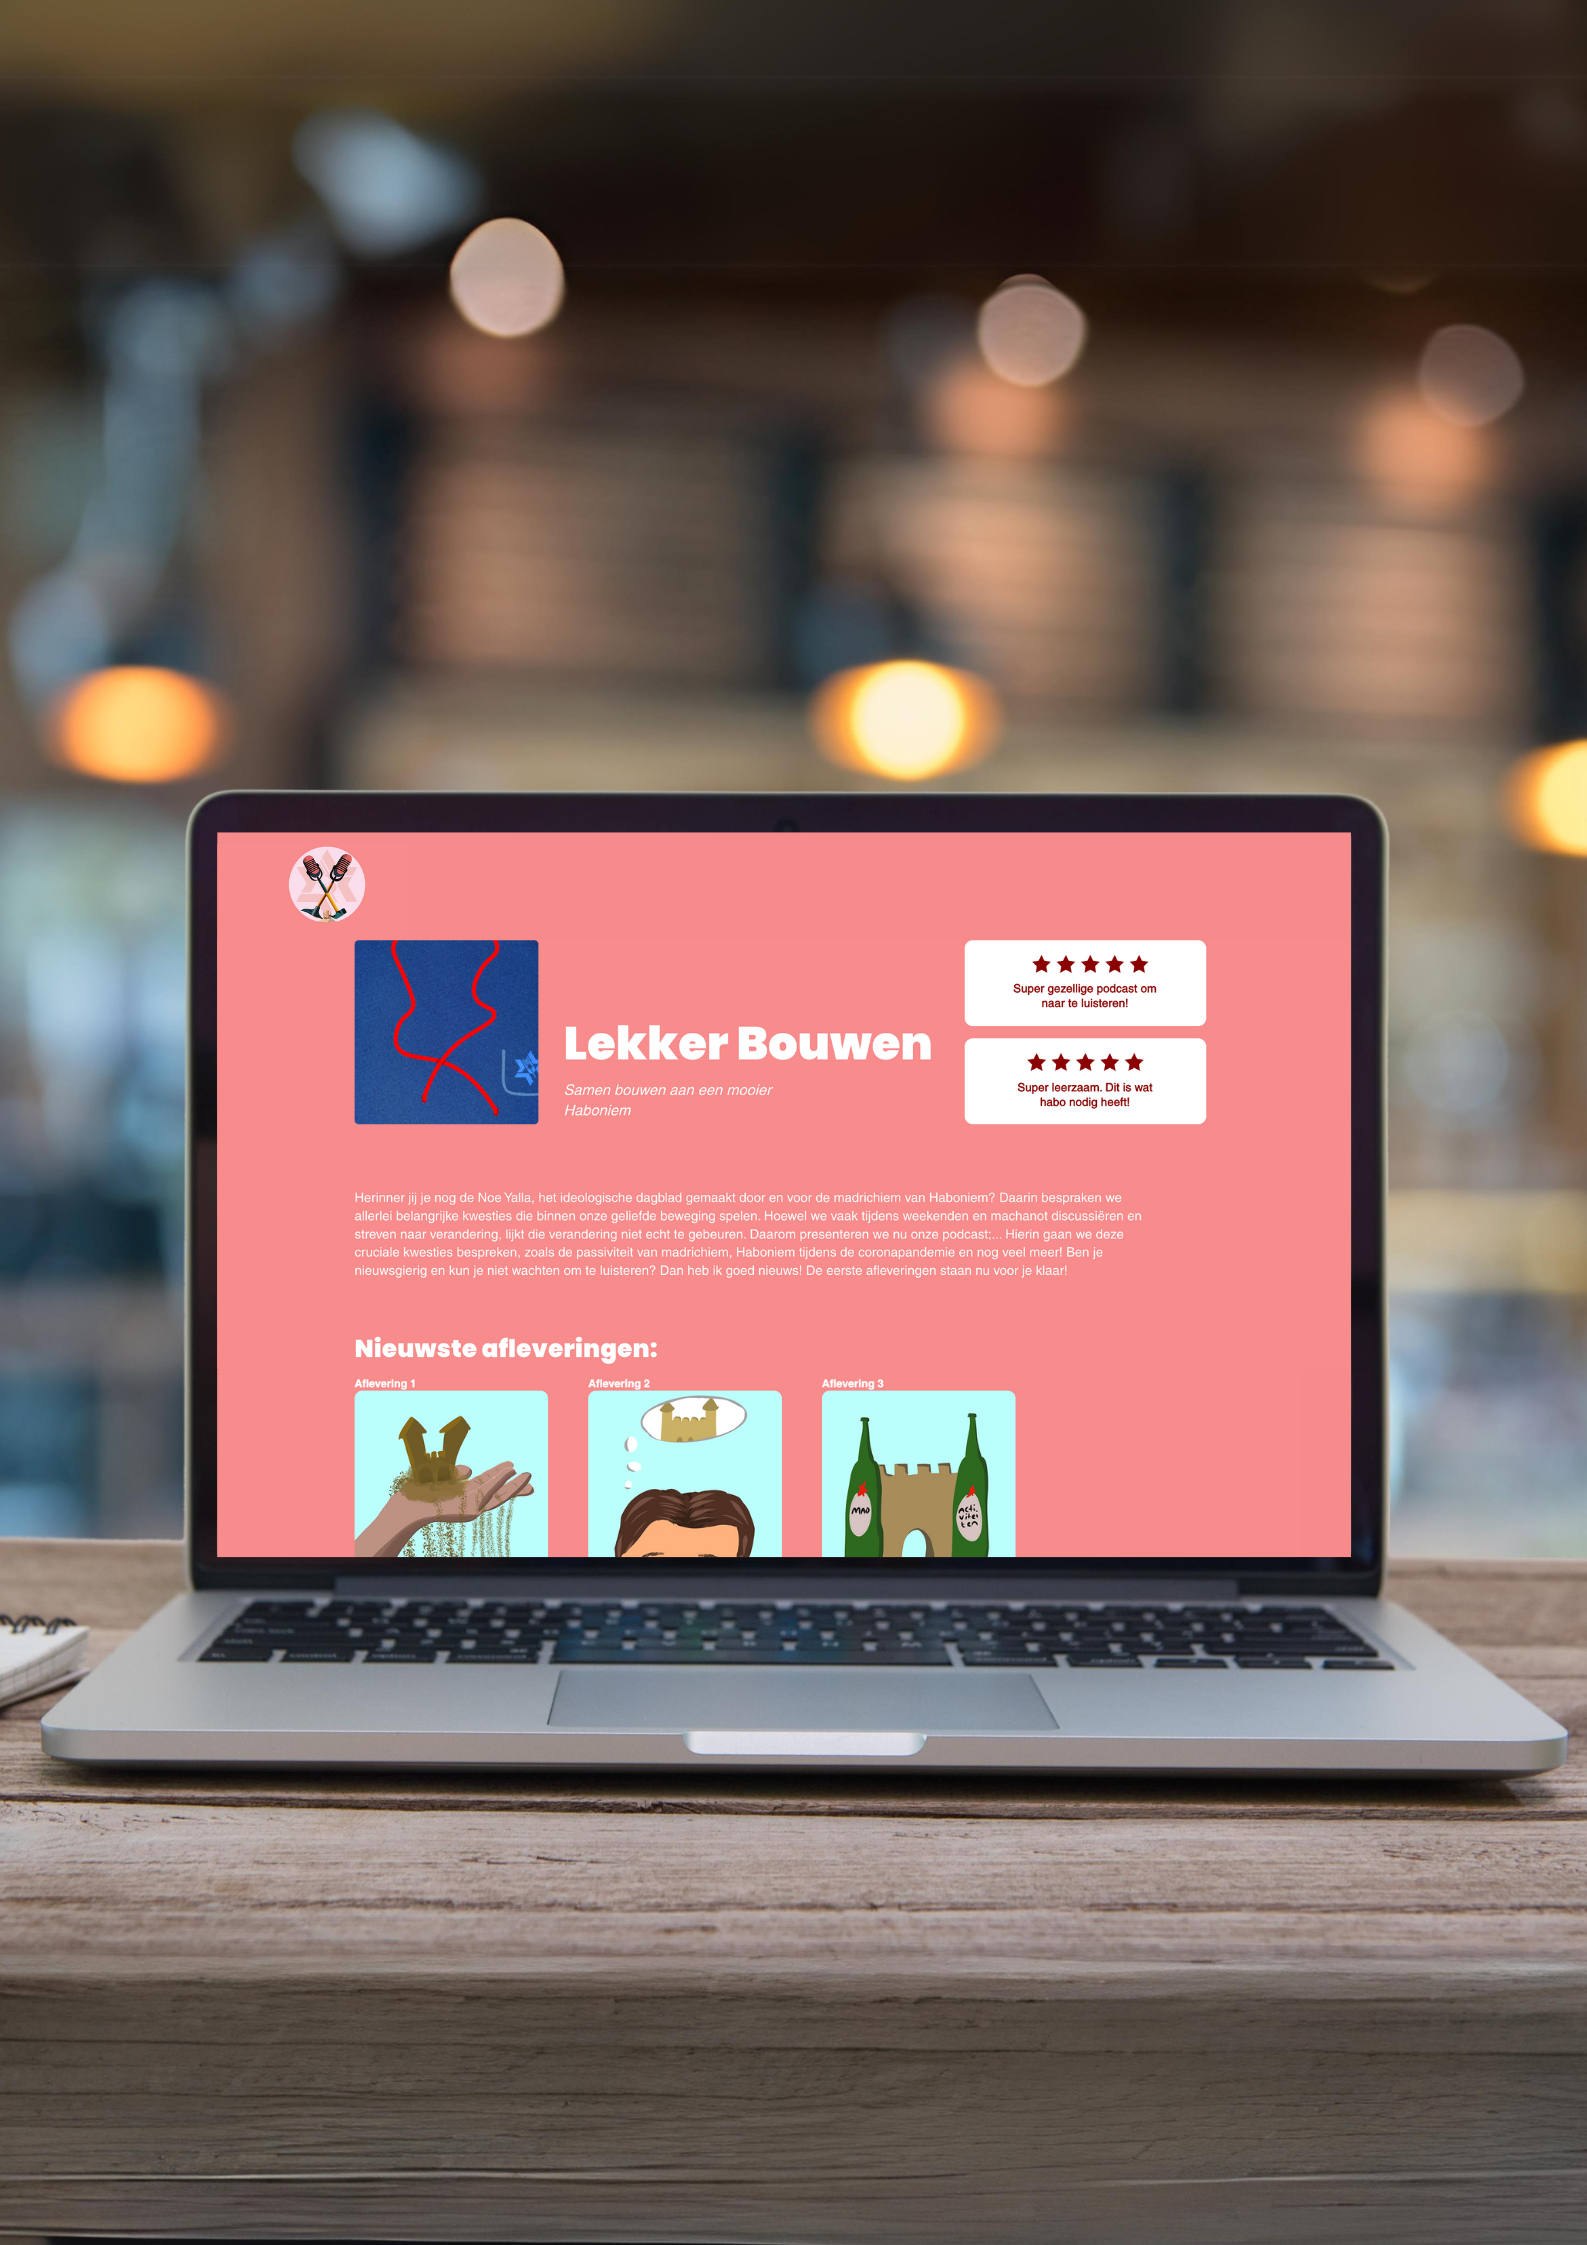 Lekker Bouwen
Samen bouwen aan een mooier
Haboniem
Super gezellige podcast om
naar te luisteren!
Super leerzaam. Dit is wat
habo nodig heeft!
Herinner jij je nog de Noe Yalla, het ideologische dagblad gemaakt door en voor de madrichiem van Haboniem? Daarin bespraken we
allerlei belangrijke kwesties die binnen onze geliefde beweging spelen. Hoewel we vaak tijdens weekenden en machanot discussiëren en
streven naar verandering, lijkt die verandering niet echt te gebeuren. Daarom presenteren we nu onze podcast;... Hierin gaan we deze
cruciale kwesties bespreken, zoals de passiviteit van madrichiem, Haboniem tijdens de coronapandemie en nog veel meer! Ben je
nieuwsgierig en kun je niet wachten om te luisteren? Dan heb ik goed nieuws! De eerste afleveringen staan nu voor je klaar!
Nieuwste afleveringen:
Aflevering 1
Aflevering 2
Aflevering 3
MAO
Acti.
vitei
ten